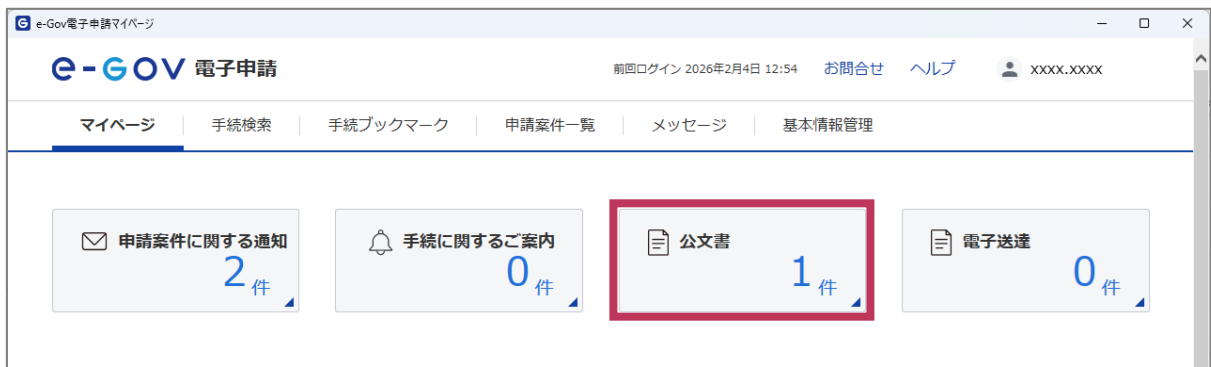 e-Gov電子申請マイページ
e-GOV 電子申請
前回ログイン 2026年2月4日 12:54 お問合せ ヘルプ xxxx.xxxx
マイページ 手続検索 手続ブックマーク 申請案件一覧 メッセージ 基本情報管理
申請案件に関する通知
2件
手続に関するご案内
0件
公文書
1件
電子送達
0件